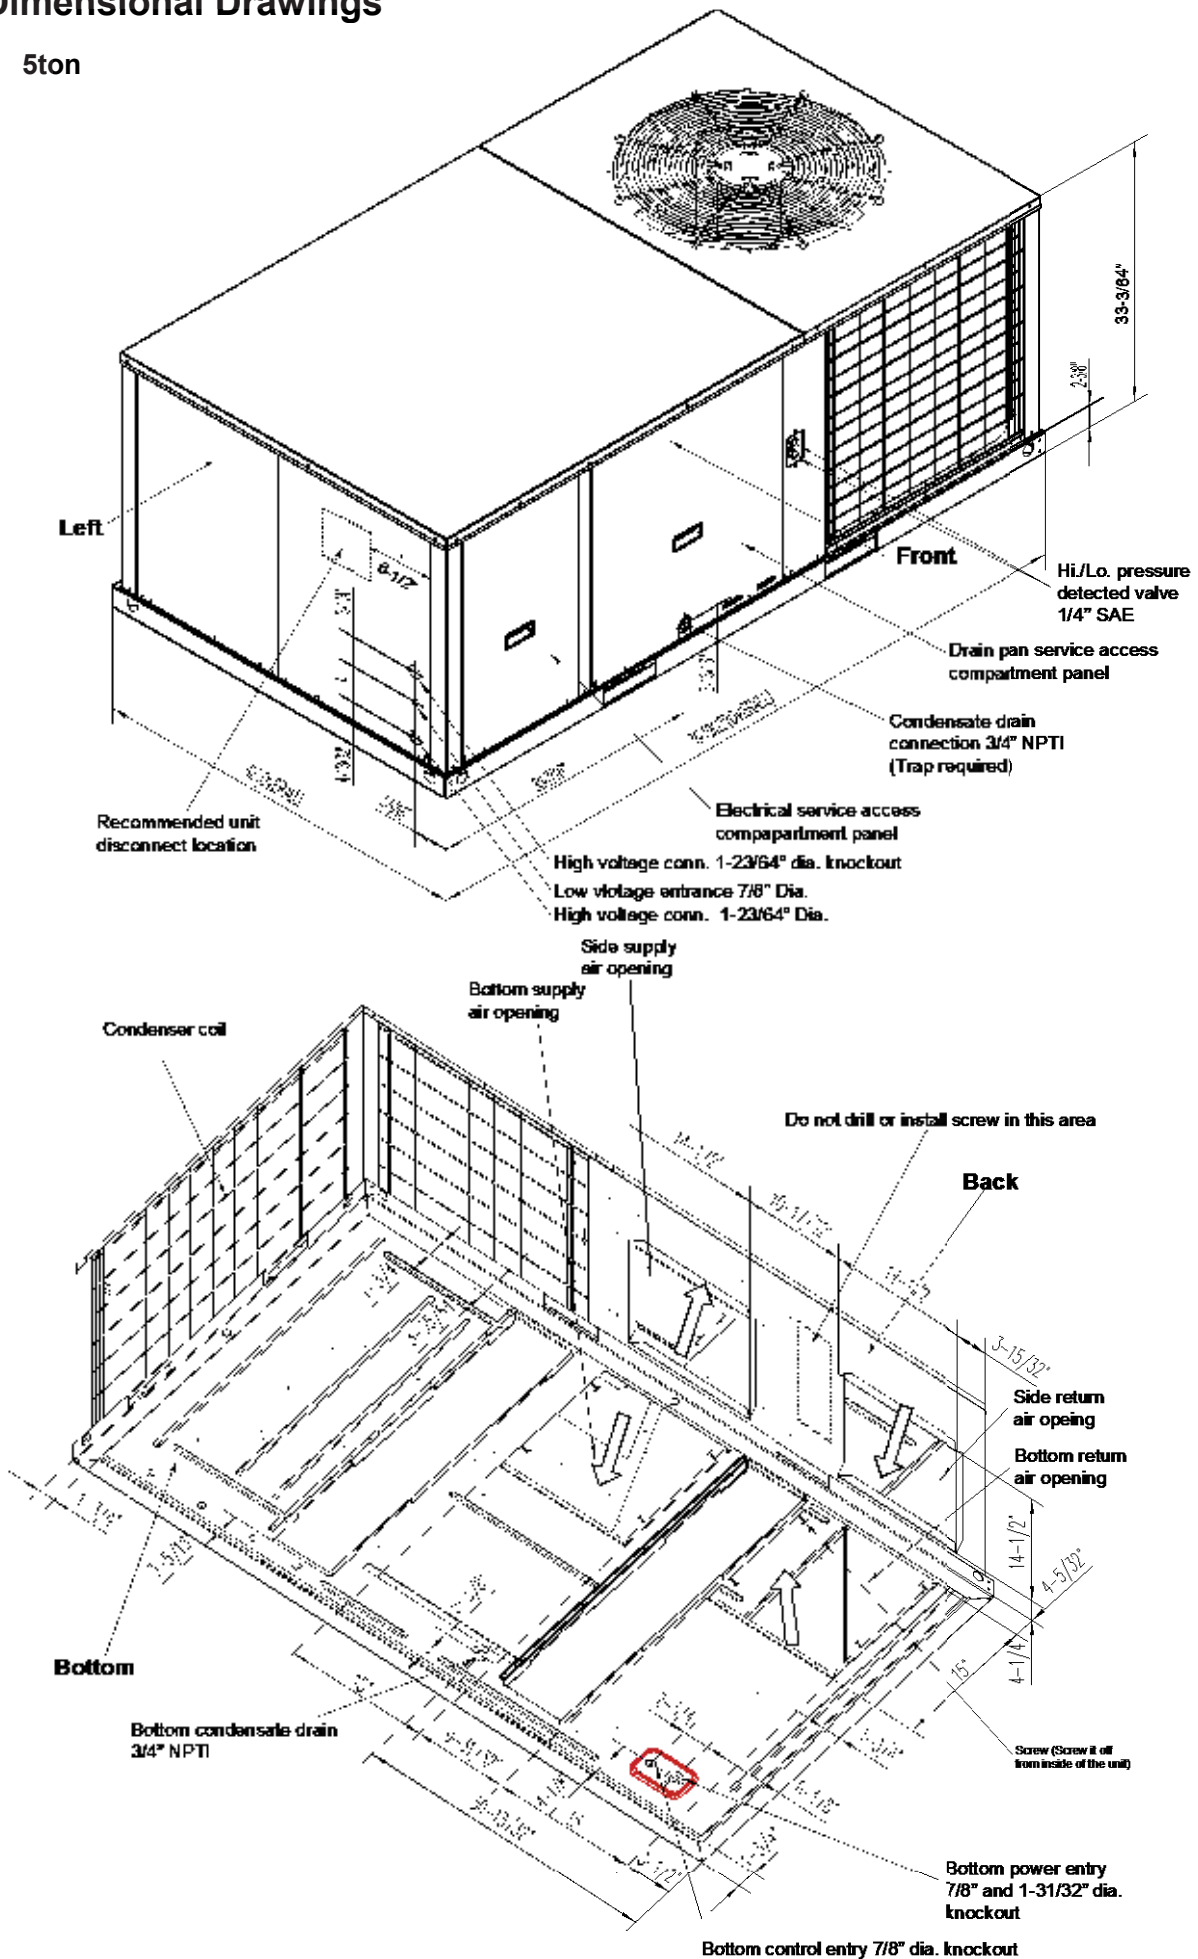 Dimensional Drawings
5ton
33-3/64"
2-3/8"
Left
6-1/2"
Front
Hi./Lo. pressure
detected valve
1/4" SAE
Drain pan service access
compartment panel
Condensate drain
connection 3/4" NPTI
(Trap required)
Recommended unit
disconnect location
Electrical service access
compapartment panel
High voltage conn. 1-23/64" dia. knockout
Low vlotage entrance 7/8" Dia.
High voltage conn. 1-23/64" Dia.
Side supply
air opening
Bottom supply
air opening
Condenser coil
Do not drill or install screw in this area
14-1/2"
Back
3-15/32"
Side return
air opeing
Bottom return
air opening
14-1/2"
4-5/32"
4-1/4"
15"
Bottom
Bottom condensate drain
3/4" NPTI
Screw (Screw it off
from inside of the unit)
Bottom power entry
7/8" and 1-31/32" dia.
knockout
Bottom control entry 7/8" dia. knockout